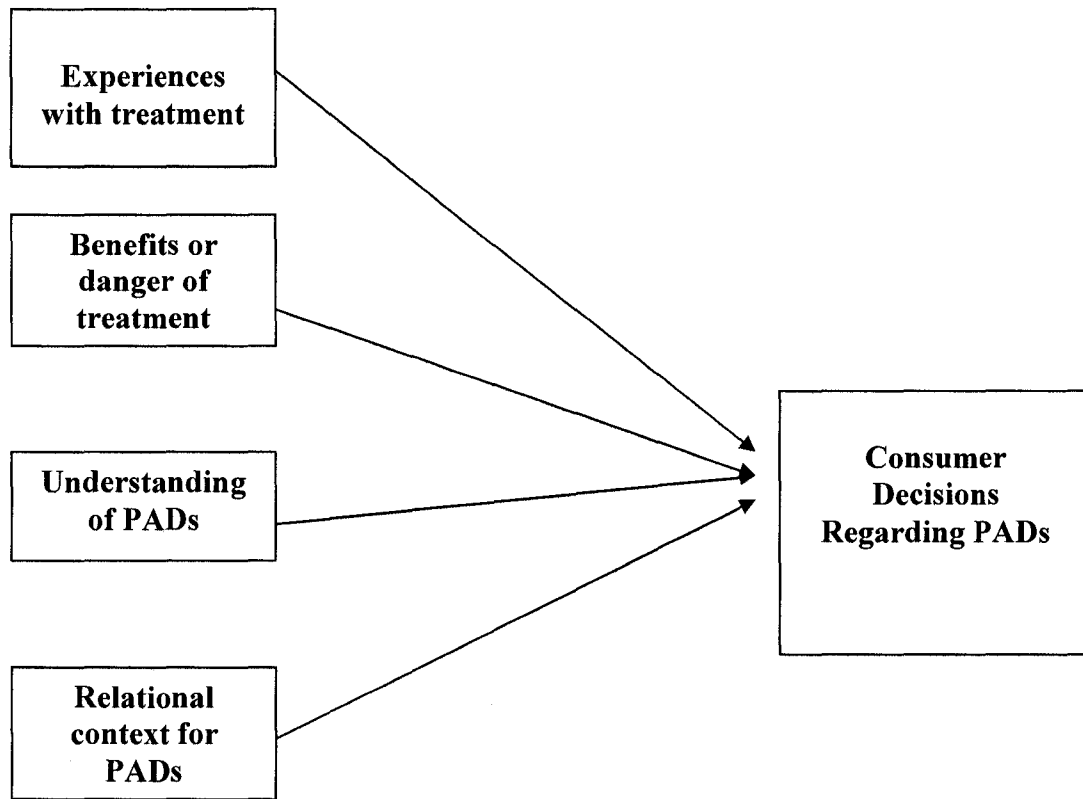 Experiences
with treatment
Benefits or
danger of
treatment
Understanding
of PADs
Relational
context for
PADs
Consumer
Decisions
Regarding PADs